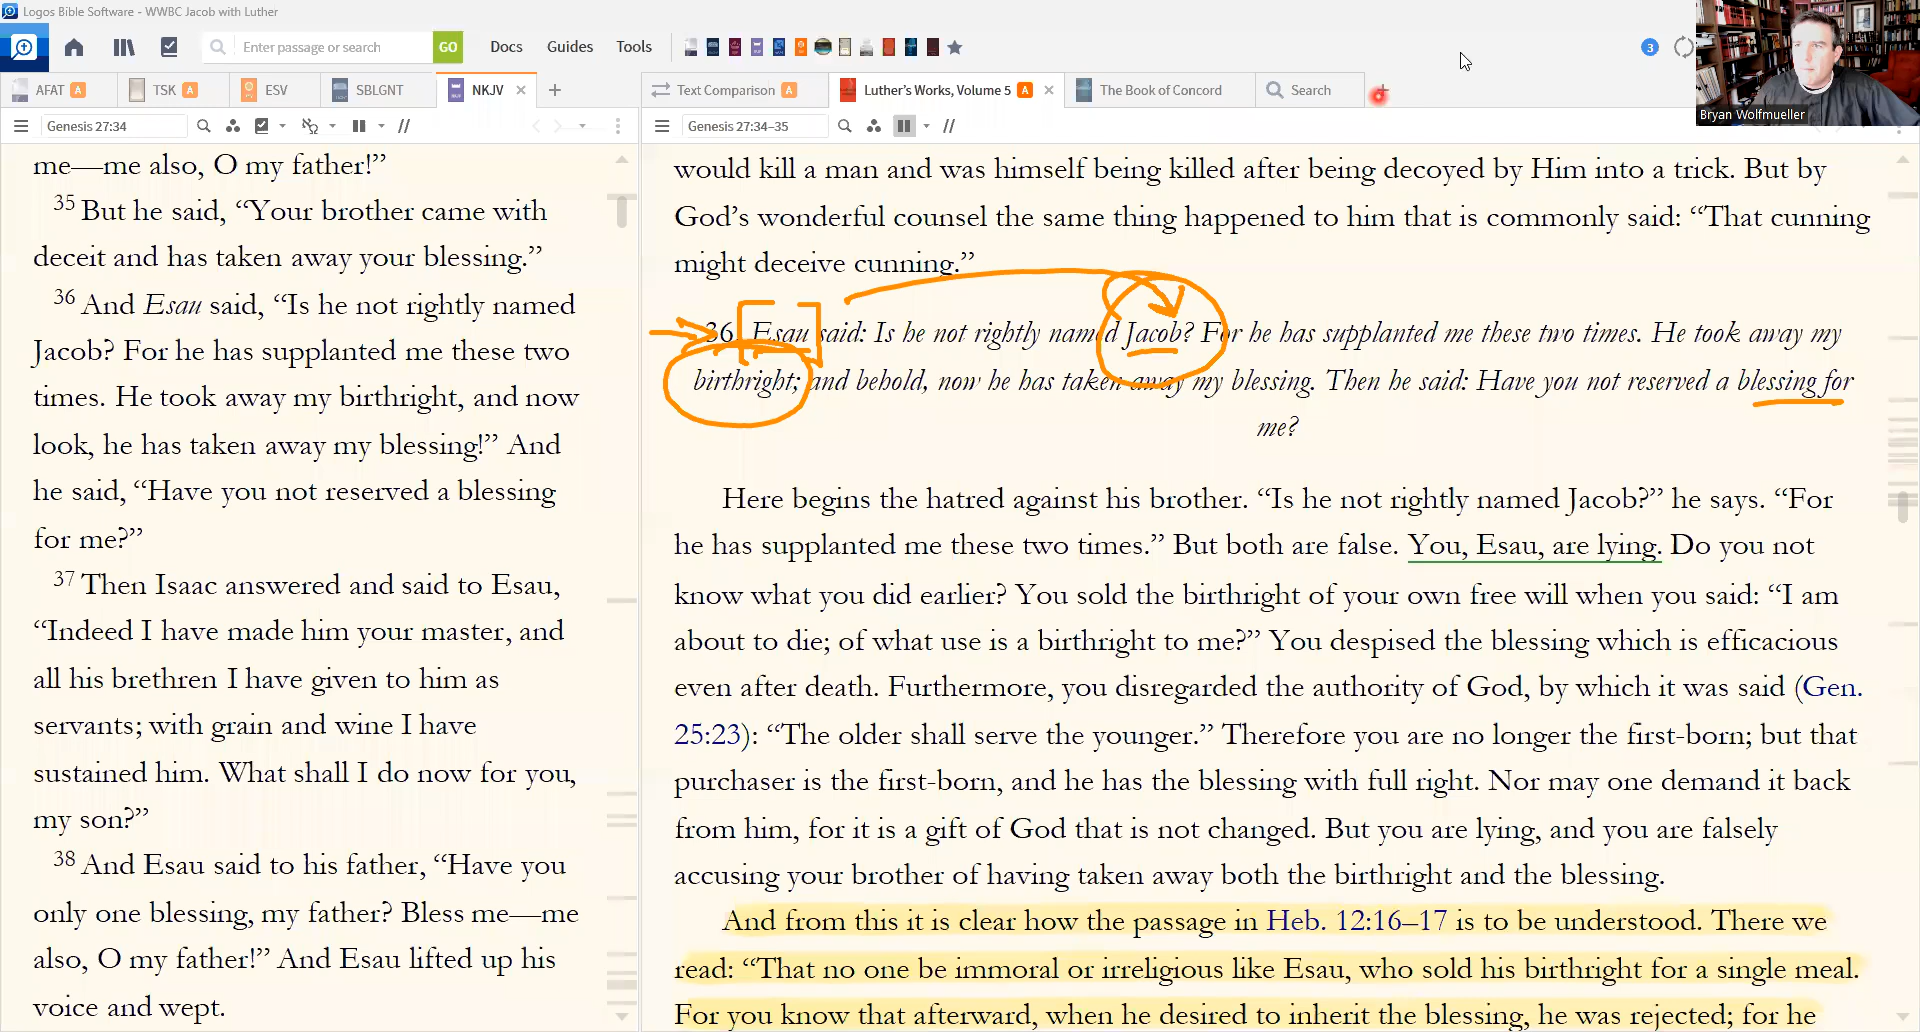 Logos Bible Software - WWBC Jacob with Luther
Enter passage or search GO Docs Guides Tools 3
AFAT A TSK A ESV SBLGNT NKJV
Text Comparison A Luther's Works, Volume 5 A The Book of Concord Search
Bryan Wolfmueller
Genesis 27:34
Genesis 27:34–35
me—me also, O my father!”
35 But he said, “Your brother came with
deceit and has taken away your blessing.”
36 And Esau said, “Is he not rightly named
Jacob? For he has supplanted me these two
times. He took away my birthright, and now
look, he has taken away my blessing!” And
he said, “Have you not reserved a blessing
for me?”
37 Then Isaac answered and said to Esau,
“Indeed I have made him your master, and
all his brethren I have given to him as
servants; with grain and wine I have
sustained him. What shall I do now for you,
my son?”
38 And Esau said to his father, “Have you
only one blessing, my father? Bless me—me
also, O my father!” And Esau lifted up his
voice and wept.
would kill a man and was himself being killed after being decoyed by Him into a trick. But by
God’s wonderful counsel the same thing happened to him that is commonly said: “That cunning
might deceive cunning.”
36. Esau said: Is he not rightly named Jacob? For he has supplanted me these two times. He took away my
birthright; and behold, now he has taken away my blessing. Then he said: Have you not reserved a blessing for
me?
Here begins the hatred against his brother. “Is he not rightly named Jacob?” he says. “For
he has supplanted me these two times.” But both are false. You, Esau, are lying. Do you not
know what you did earlier? You sold the birthright of your own free will when you said: “I am
about to die; of what use is a birthright to me?” You despised the blessing which is efficacious
even after death. Furthermore, you disregarded the authority of God, by which it was said (Gen.
25:23): “The older shall serve the younger.” Therefore you are no longer the first-born; but that
purchaser is the first-born, and he has the blessing with full right. Nor may one demand it back
from him, for it is a gift of God that is not changed. But you are lying, and you are falsely
accusing your brother of having taken away both the birthright and the blessing.
And from this it is clear how the passage in Heb. 12:16–17 is to be understood. There we
read: “That no one be immoral or irreligious like Esau, who sold his birthright for a single meal.
For you know that afterward, when he desired to inherit the blessing, he was rejected; for he